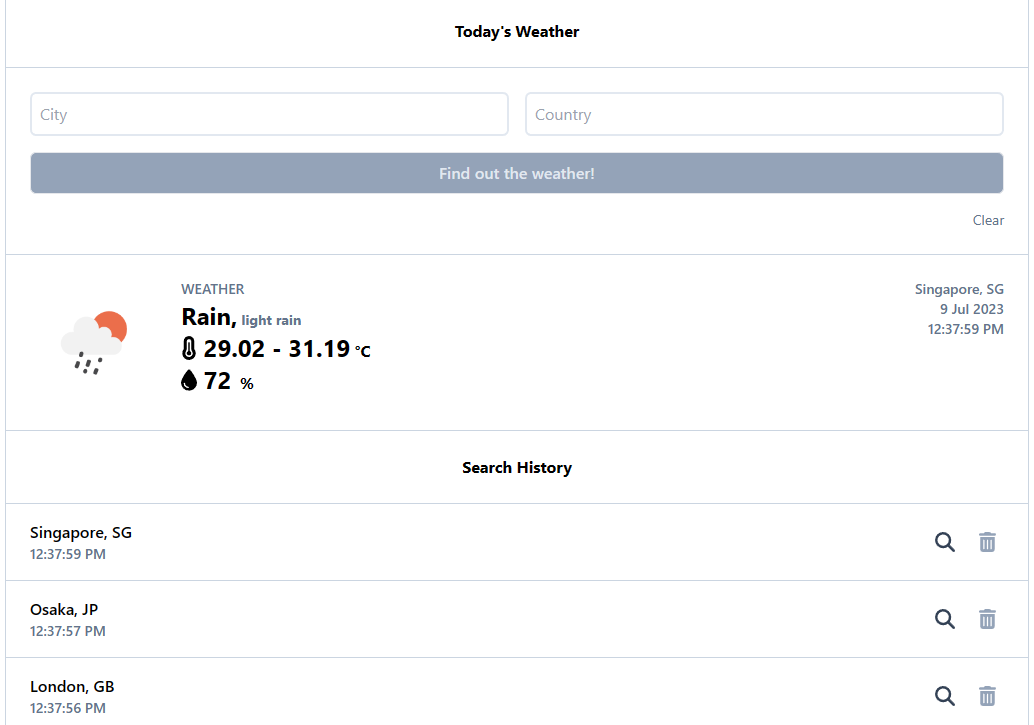 Today's Weather
City
Country
Find out the weather!
Clear
WEATHER
Rain, light rain
29.02 - 31.19 °C
72 %
Singapore, SG
9 Jul 2023
12:37:59 PM
Search History
Singapore, SG
12:37:59 PM
Osaka, JP
12:37:57 PM
London, GB
12:37:56 PM